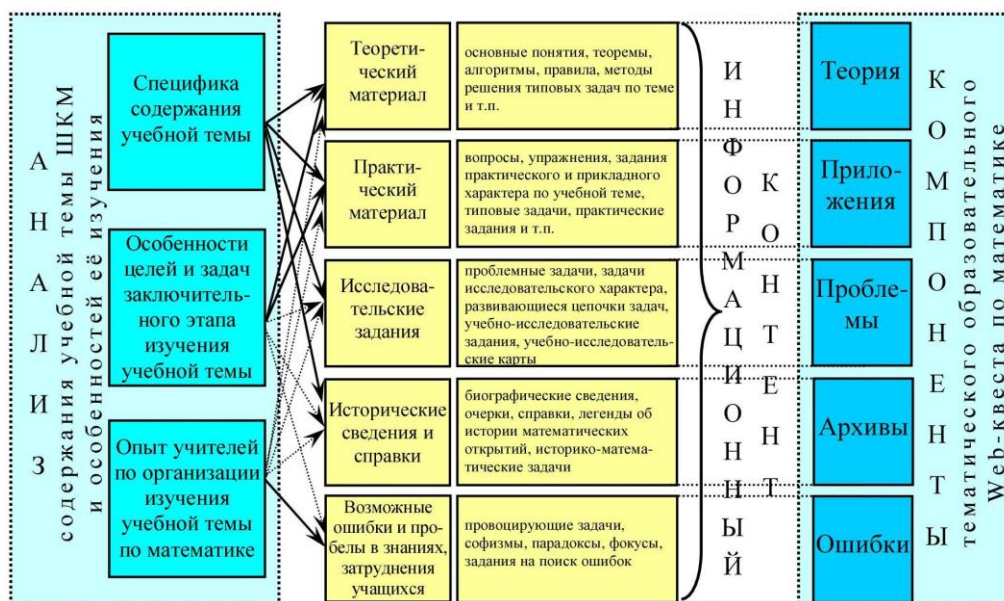 АНАЛИЗ
содержания учебной темы ШКМ
и особенностей её изучения
Специфика
содержания
учебной темы
Особенности
целей и задач
заключитель-
ного этапа
изучения
учебной темы
Опыт учителей
по организации
изучения
учебной темы
по математике
Теорети-
ческий
материал
основные понятия, теоремы,
алгоритмы, правила, методы
решения типовых задач по теме
и т.п.
Практи-
ческий
материал
вопросы, упражнения, задания
практического и прикладного
характера по учебной теме,
типовые задачи, практические
задания и т.п.
Исследова-
тельские
задания
проблемные задачи, задачи
исследовательского характера,
развивающиеся цепочки задач,
учебно-исследовательские
задания, учебно-исследователь-
ские карты
Исторические
сведения и
справки
биографические сведения,
очерки, справки, легенды об
истории математических
открытий, историко-матема-
тические задачи
Возможные
ошибки и про-
белы в знаниях,
затруднения
учащихся
провоцирующие задачи,
софизмы, парадоксы, фокусы,
задания на поиск ошибок
ИНФОРМАЦИОННЫЙ
КОНТЕНТ
Теория
Прило-
жения
Пробле-
мы
Архивы
Ошибки
КОМПОНЕНТЫ
тематического образовательного
Web-квеста по математике